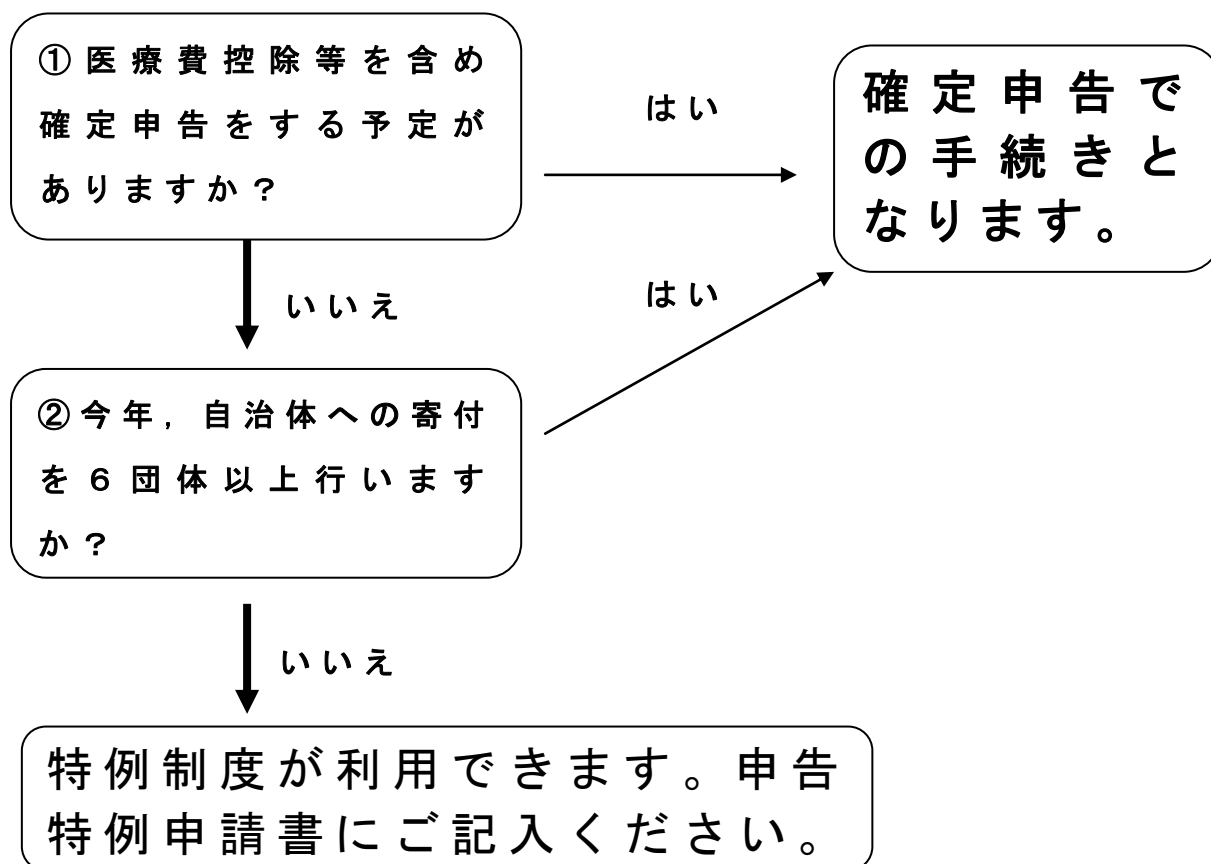 ①医療費控除等を含め
確定申告をする予定が
ありますか？
はい
確定申告で
の手続きと
なります。
いいえ
はい
②今年，自治体への寄付
を６団体以上行います
か？
いいえ
特例制度が利用できます。申告
特例申請書にご記入ください。